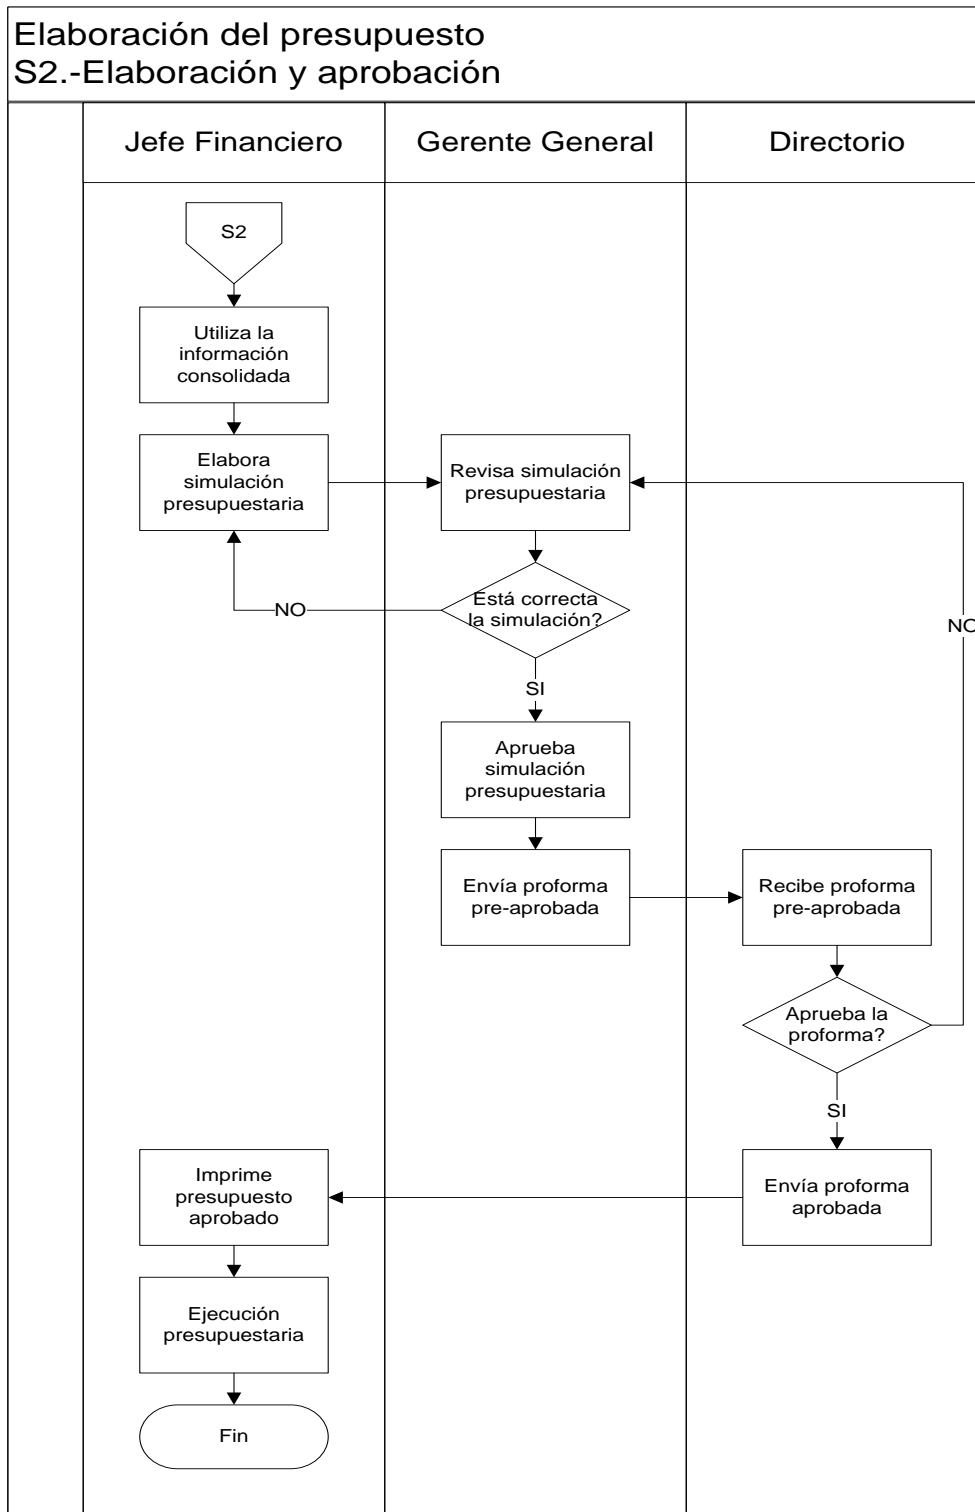 Elaboración del presupuesto
S2.-Elaboración y aprobación
Jefe Financiero
Gerente General
Directorio
S2
Utiliza la
información
consolidada
Elabora
simulación
presupuestaria
Revisa simulación
presupuestaria
Está correcta
la simulación?
NO
NO
SI
Aprueba
simulación
presupuestaria
Envía proforma
pre-aprobada
Recibe proforma
pre-aprobada
Aprueba la
proforma?
SI
Imprime
presupuesto
aprobado
Envía proforma
aprobada
Ejecución
presupuestaria
Fin